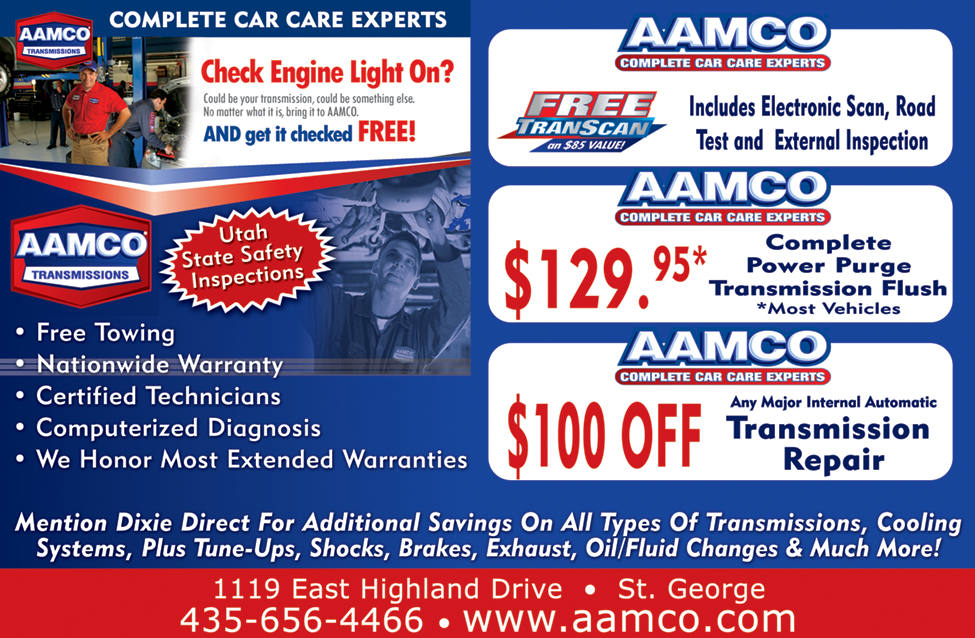 AAMCO
TRANSMISSIONS
COMPLETE CAR CARE EXPERTS
Check Engine Light On?
Could be your transmission, could be something else.
No matter what it is, bring it to AAMCO.
AND get it checked FREE!
AAMCO
TRANSMISSIONS
Utah
State Safety
Inspections
• Free Towing
• Nationwide Warranty
• Certified Technicians
• Computerized Diagnosis
• We Honor Most Extended Warranties
AAMCO
COMPLETE CAR CARE EXPERTS
FREE
TRANSCAN
an $85 VALUE!
Includes Electronic Scan, Road
Test and External Inspection
AAMCO
COMPLETE CAR CARE EXPERTS
$129.95*
Complete
Power Purge
Transmission Flush
*Most Vehicles
AAMCO
COMPLETE CAR CARE EXPERTS
$100 OFF
Any Major Internal Automatic
Transmission
Repair
Mention Dixie Direct For Additional Savings On All Types Of Transmissions, Cooling
Systems, Plus Tune-Ups, Shocks, Brakes, Exhaust, Oil/Fluid Changes & Much More!
1119 East Highland Drive • St. George
435-656-4466 • www.aamco.com